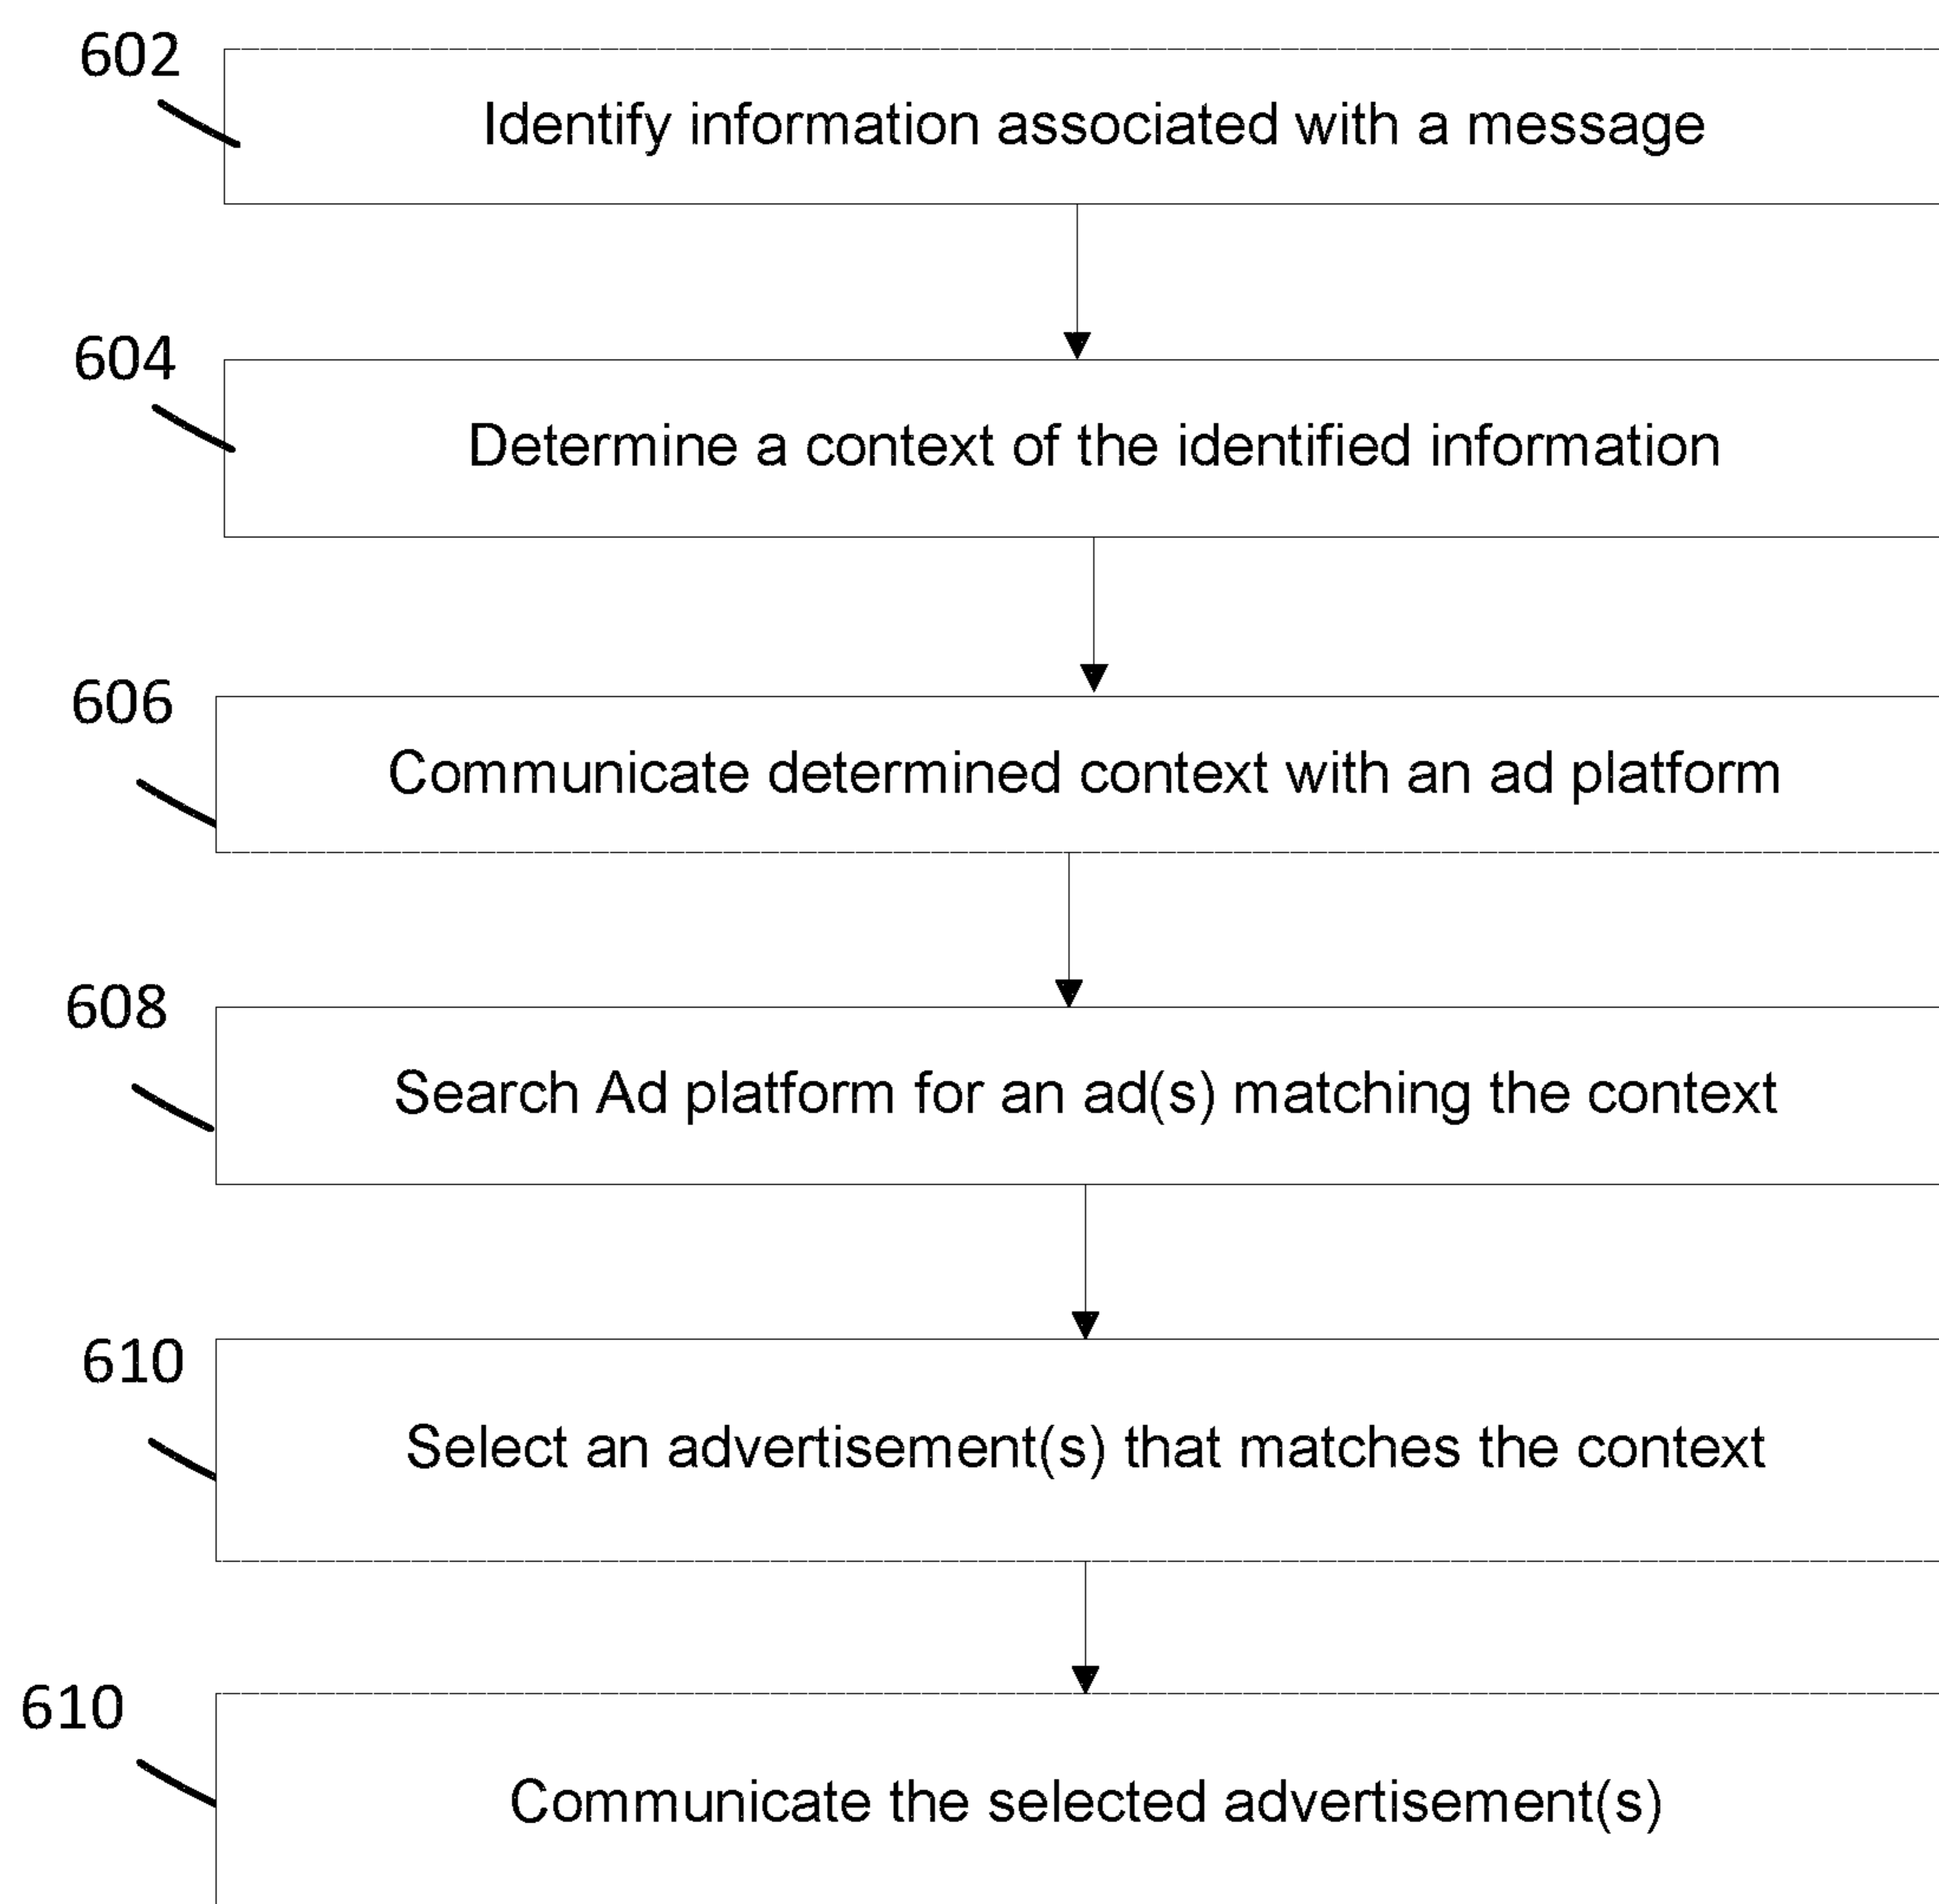 602
Identify information associated with a message
604
Determine a context of the identified information
606
Communicate determined context with an ad platform
608
Search Ad platform for an ad(s) matching the context
610
Select an advertisement(s) that matches the context
610
Communicate the selected advertisement(s)